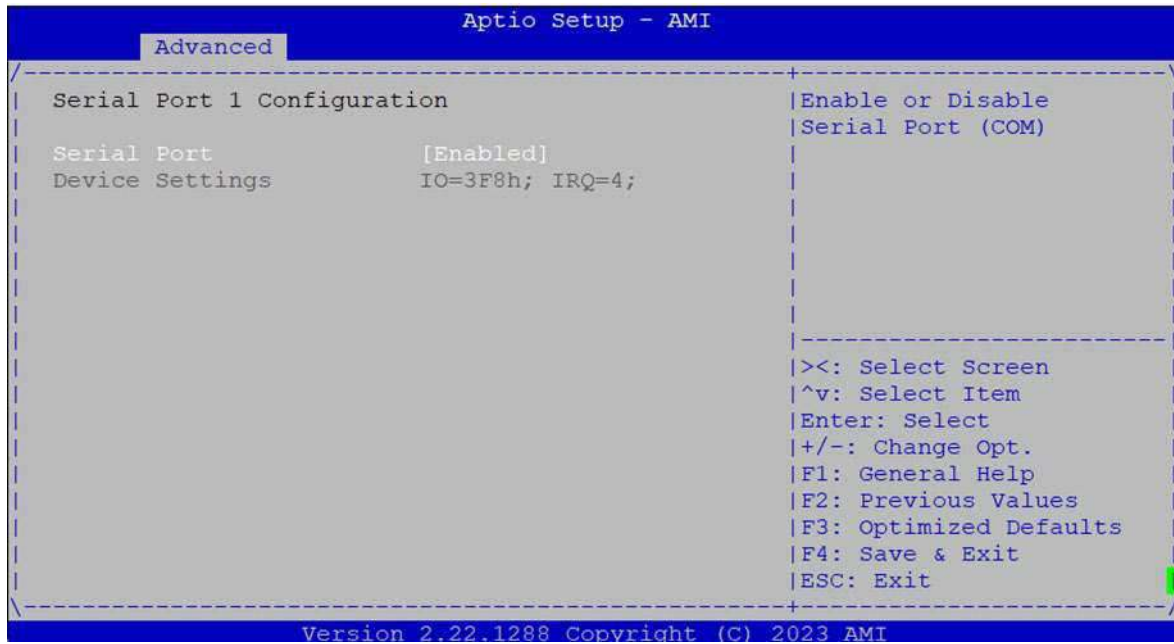 Aptio Setup - AMI
Advanced
Serial Port 1 Configuration
Serial Port [Enabled]
Device Settings IO=3F8h; IRQ=4;
Enable or Disable
Serial Port (COM)
><: Select Screen
^v: Select Item
Enter: Select
+/-: Change Opt.
F1: General Help
F2: Previous Values
F3: Optimized Defaults
F4: Save & Exit
ESC: Exit
Version 2.22.1288 Copyright (C) 2023 AMI